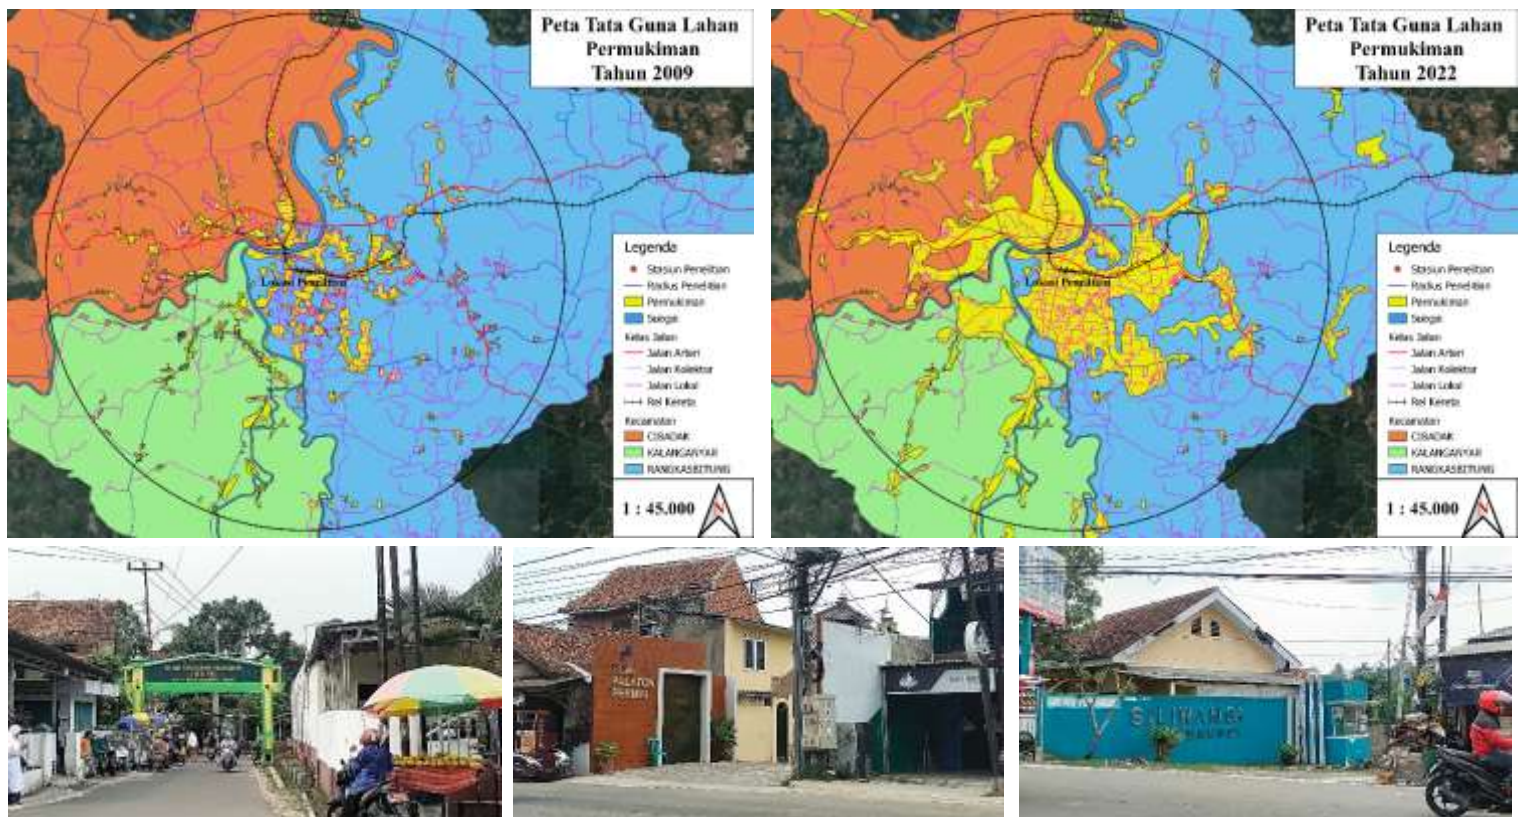 Peta Tata Guna Lahan
Permukiman
Tahun 2009
Lokasi Penelitian
Legenda
Stasiun Penelitian
Radius Penelitian
Permukiman
Sungai
Kelas Jalan
Jalan Arteri
Jalan Kolektor
Jalan Lokal
Rel Kereta
Kecamatan
CIBADAK
KALANGANYAR
RANGKASBITUNG
1 : 45.000
N
Peta Tata Guna Lahan
Permukiman
Tahun 2022
Lokasi Penelitian
Legenda
Stasiun Penelitian
Radius Penelitian
Permukiman
Sungai
Kelas Jalan
Jalan Arteri
Jalan Kolektor
Jalan Lokal
Rel Kereta
Kecamatan
CIBADAK
KALANGANYAR
RANGKASBITUNG
1 : 45.000
N
PALATON